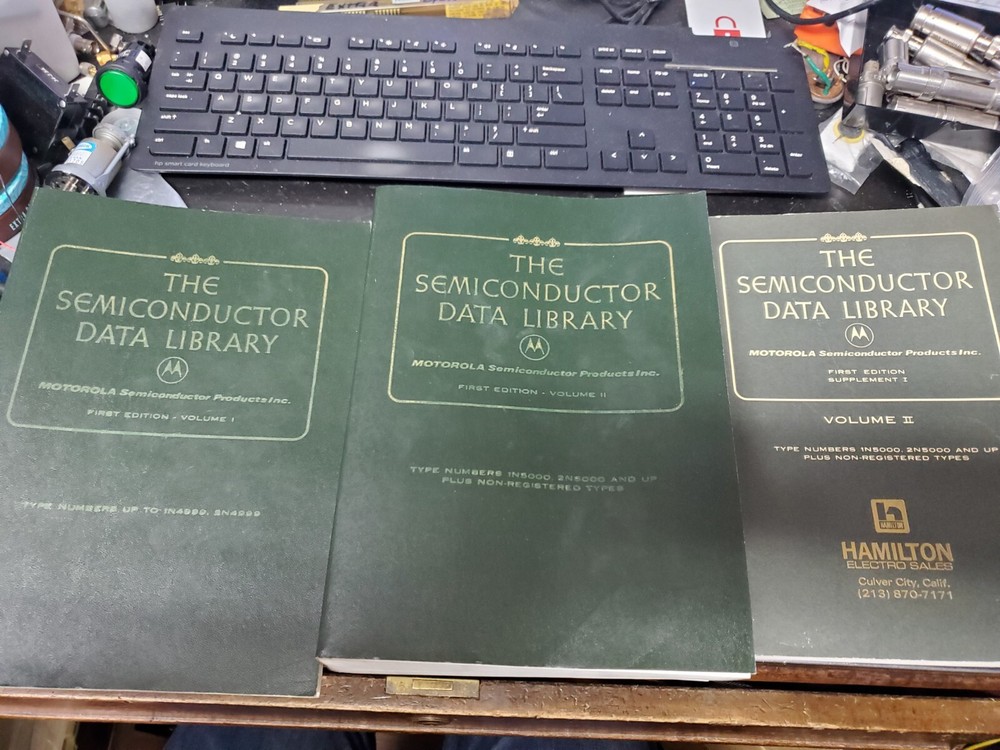 hp smart card keyboard
THE
SEMICONDUCTOR
DATA LIBRARY
MOTOROLA Semiconductor Products Inc.
FIRST EDITION - VOLUME I
TYPE NUMBERS UP TO 1N4999, 2N4999
THE
SEMICONDUCTOR
DATA LIBRARY
MOTOROLA Semiconductor Products Inc.
FIRST EDITION - VOLUME II
TYPE NUMBERS 1N5000, 2N5000 AND UP
PLUS NON-REGISTERED TYPES
THE
SEMICONDUCTOR
DATA LIBRARY
MOTOROLA Semiconductor Products Inc.
FIRST EDITION
SUPPLEMENT I
VOLUME II
TYPE NUMBERS 1N5000, 2N5000 AND UP
PLUS NON-REGISTERED TYPES
HAMILTON
HAMILTON
ELECTRO SALES
Culver City, Calif.
(213) 870-7171